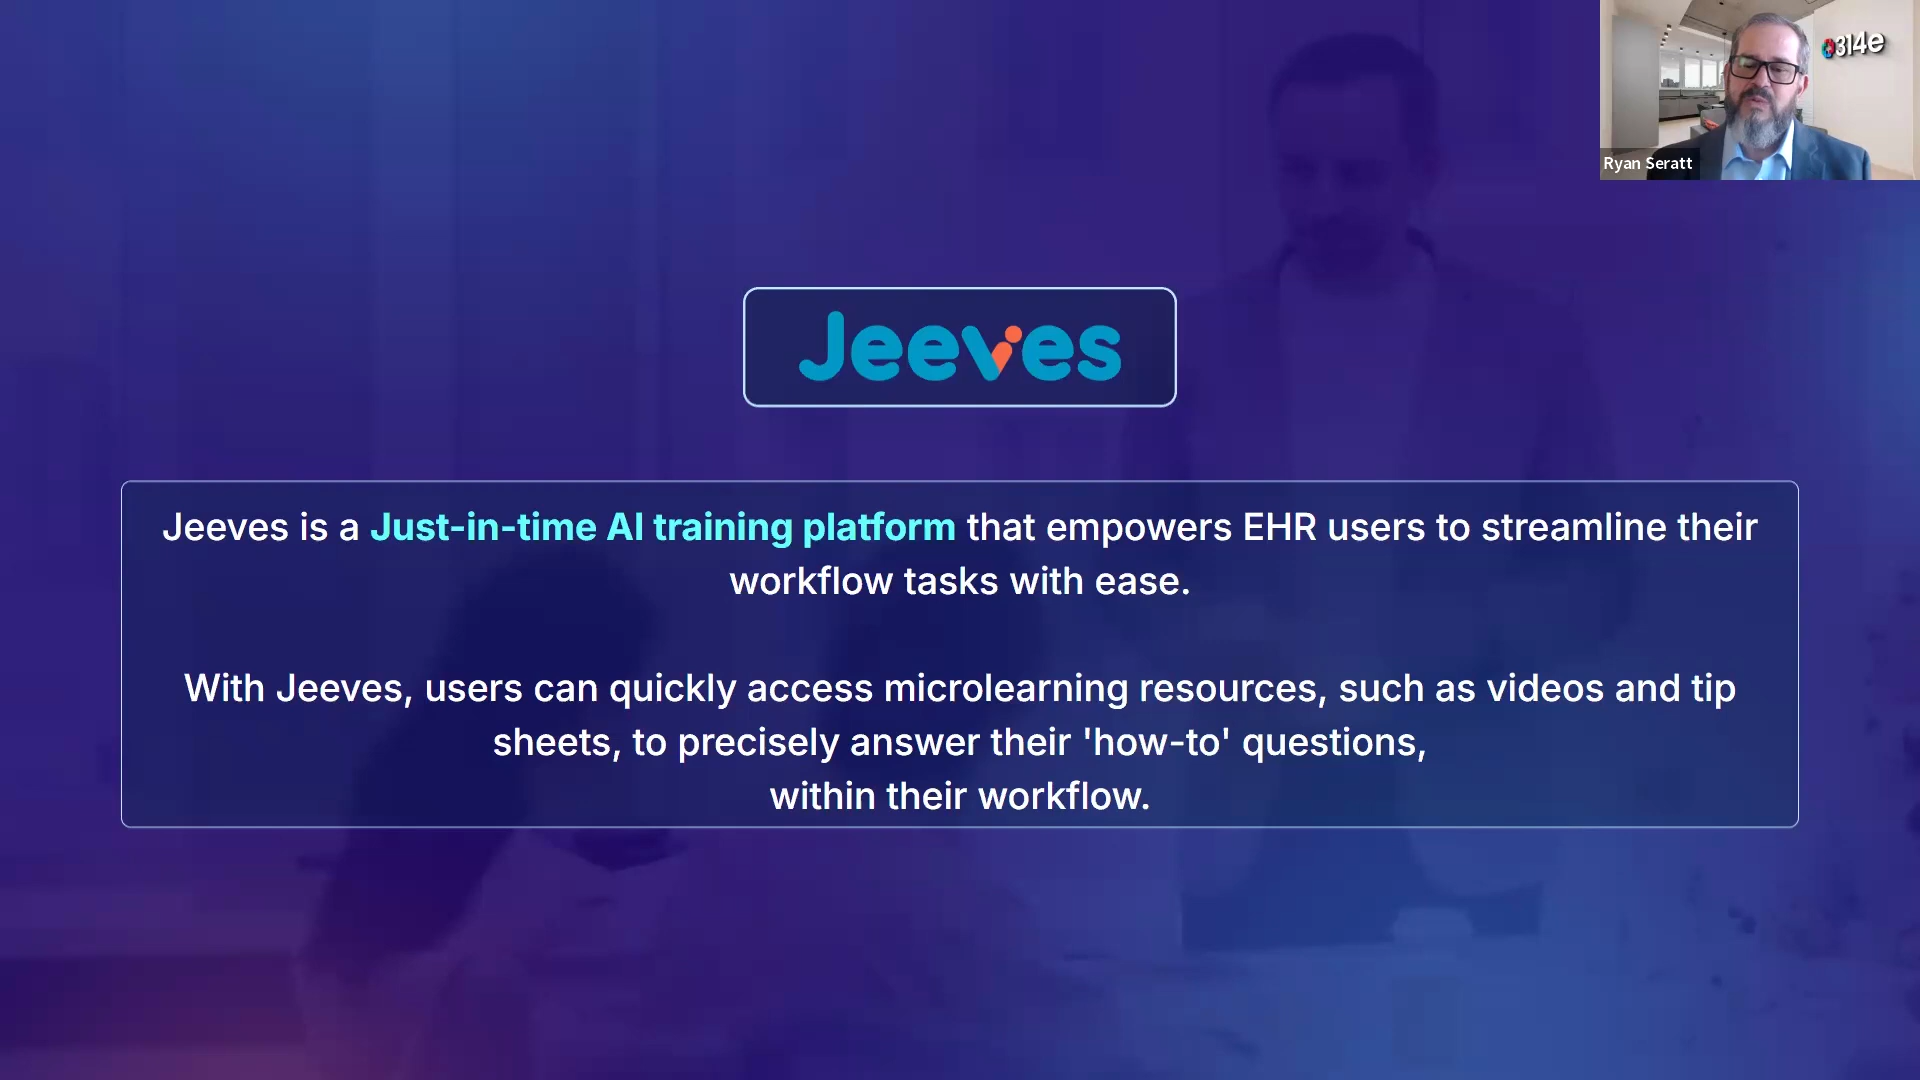 314e
Ryan Seratt
Jeeves
Jeeves is a Just-in-time AI training platform that empowers EHR users to streamline their
workflow tasks with ease.
With Jeeves, users can quickly access microlearning resources, such as videos and tip
sheets, to precisely answer their 'how-to' questions,
within their workflow.